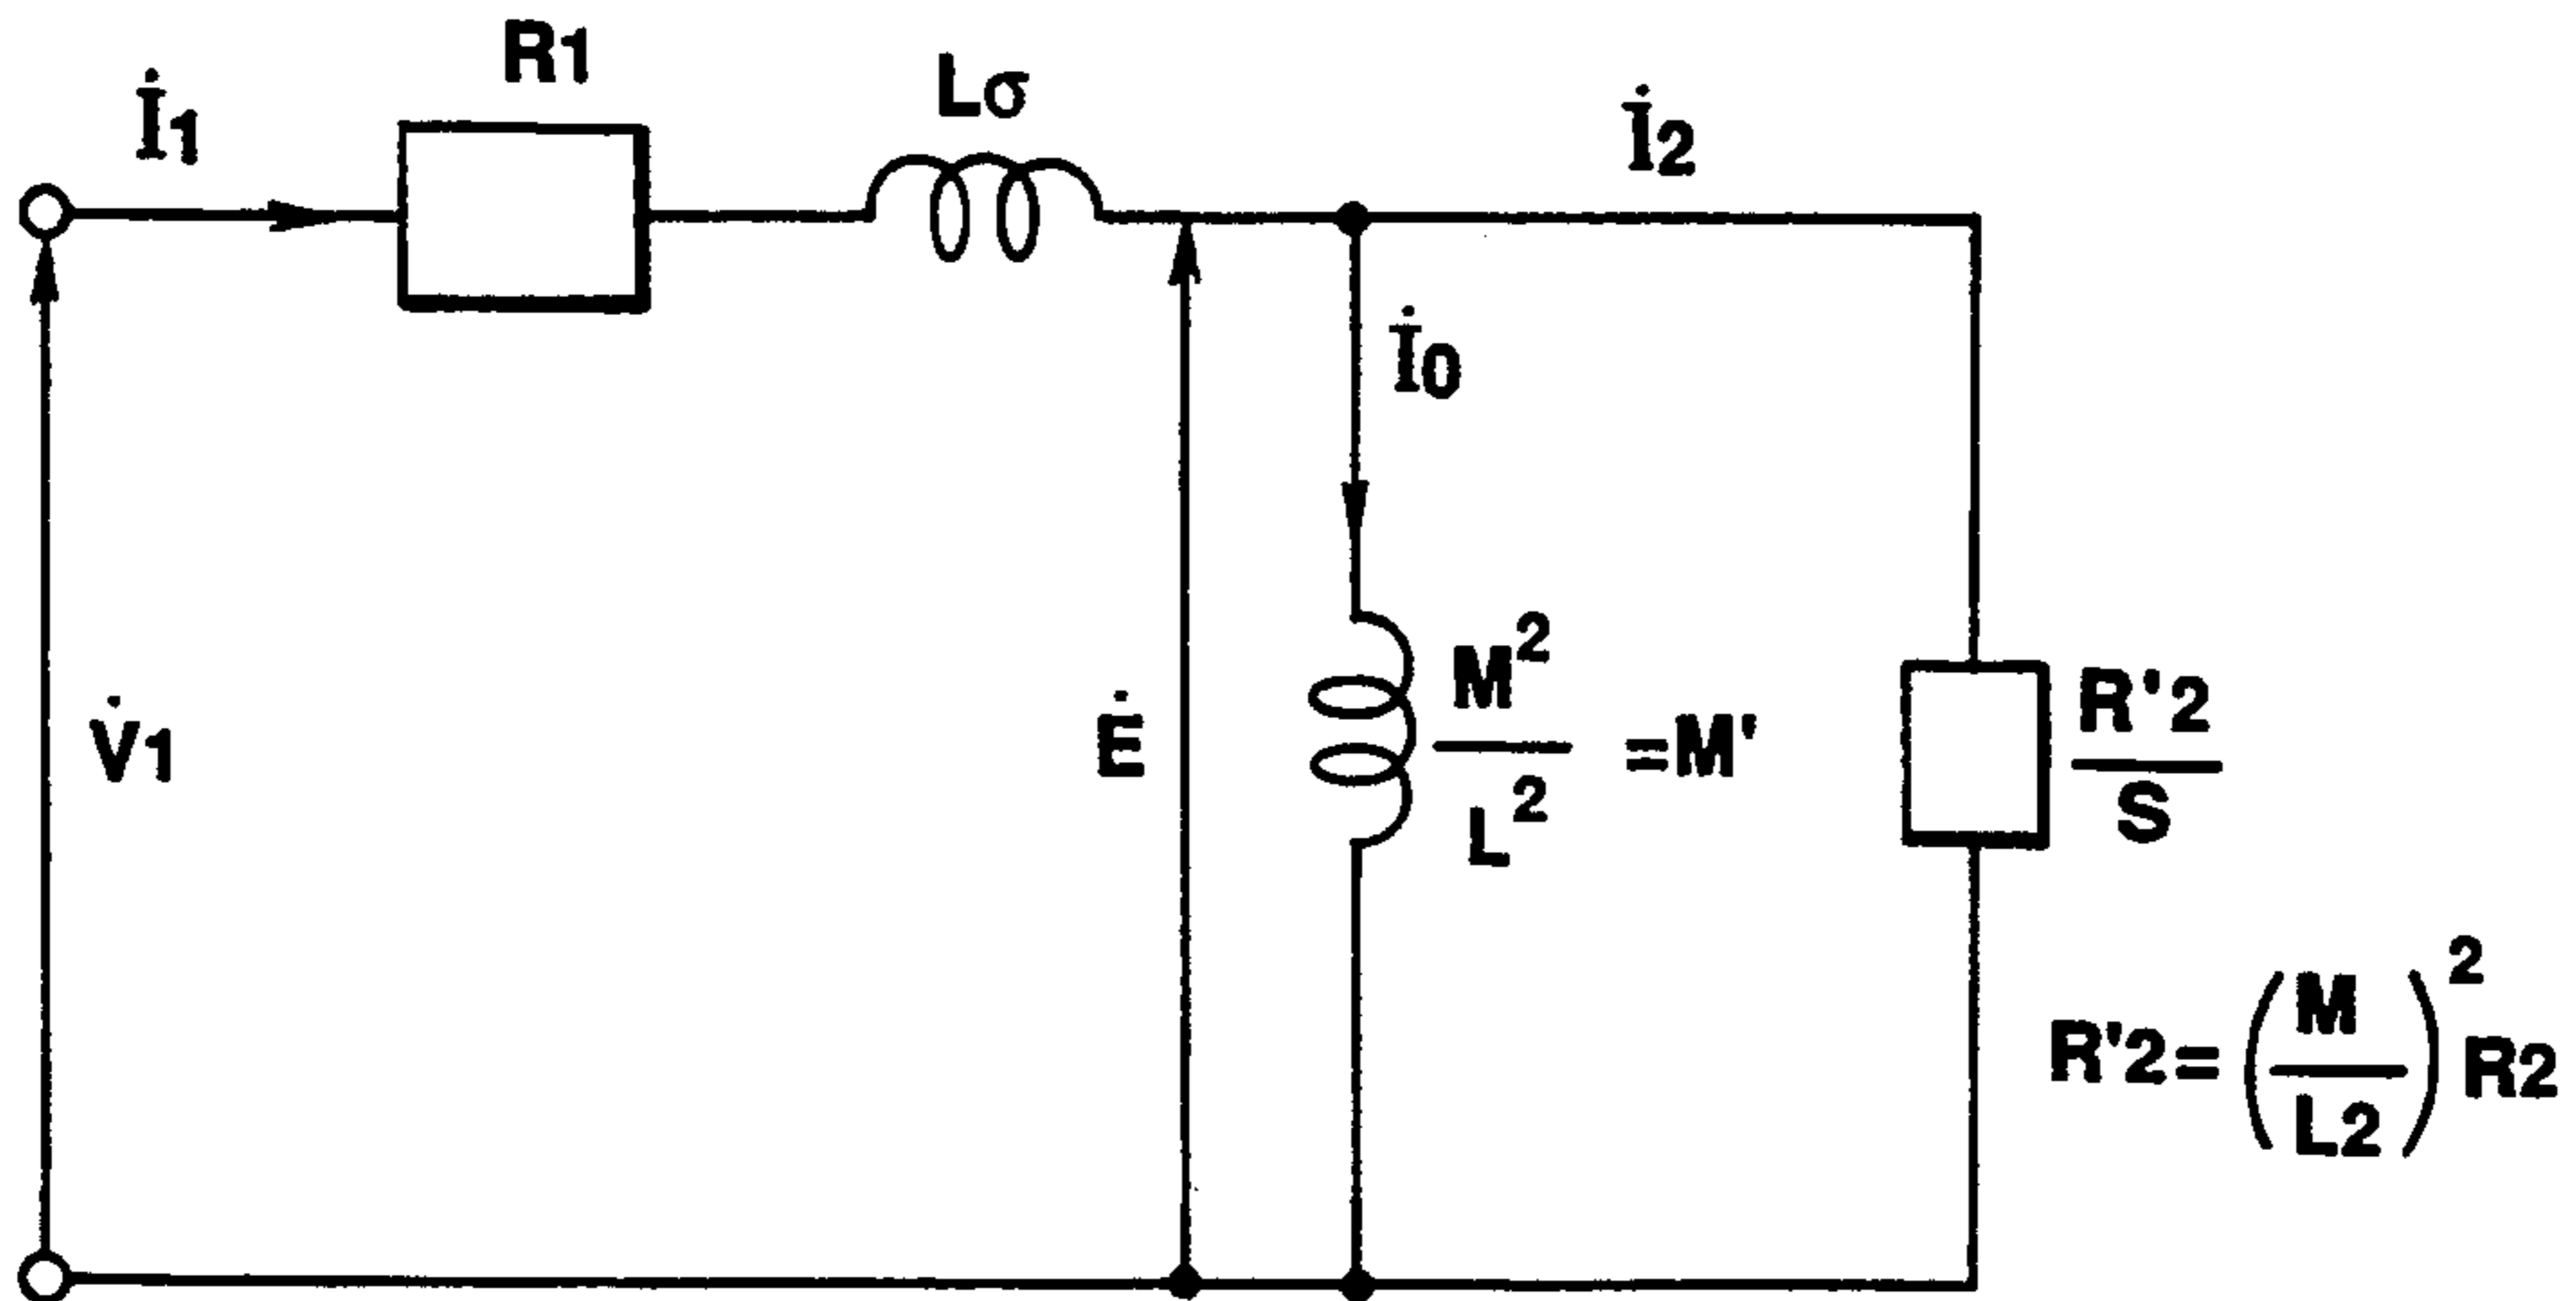 R1
Lσ
İ1
İ2
İ0
V̇1
Ė
M²/L² =M'
R'2/S
R'2=(M/L2)²R2